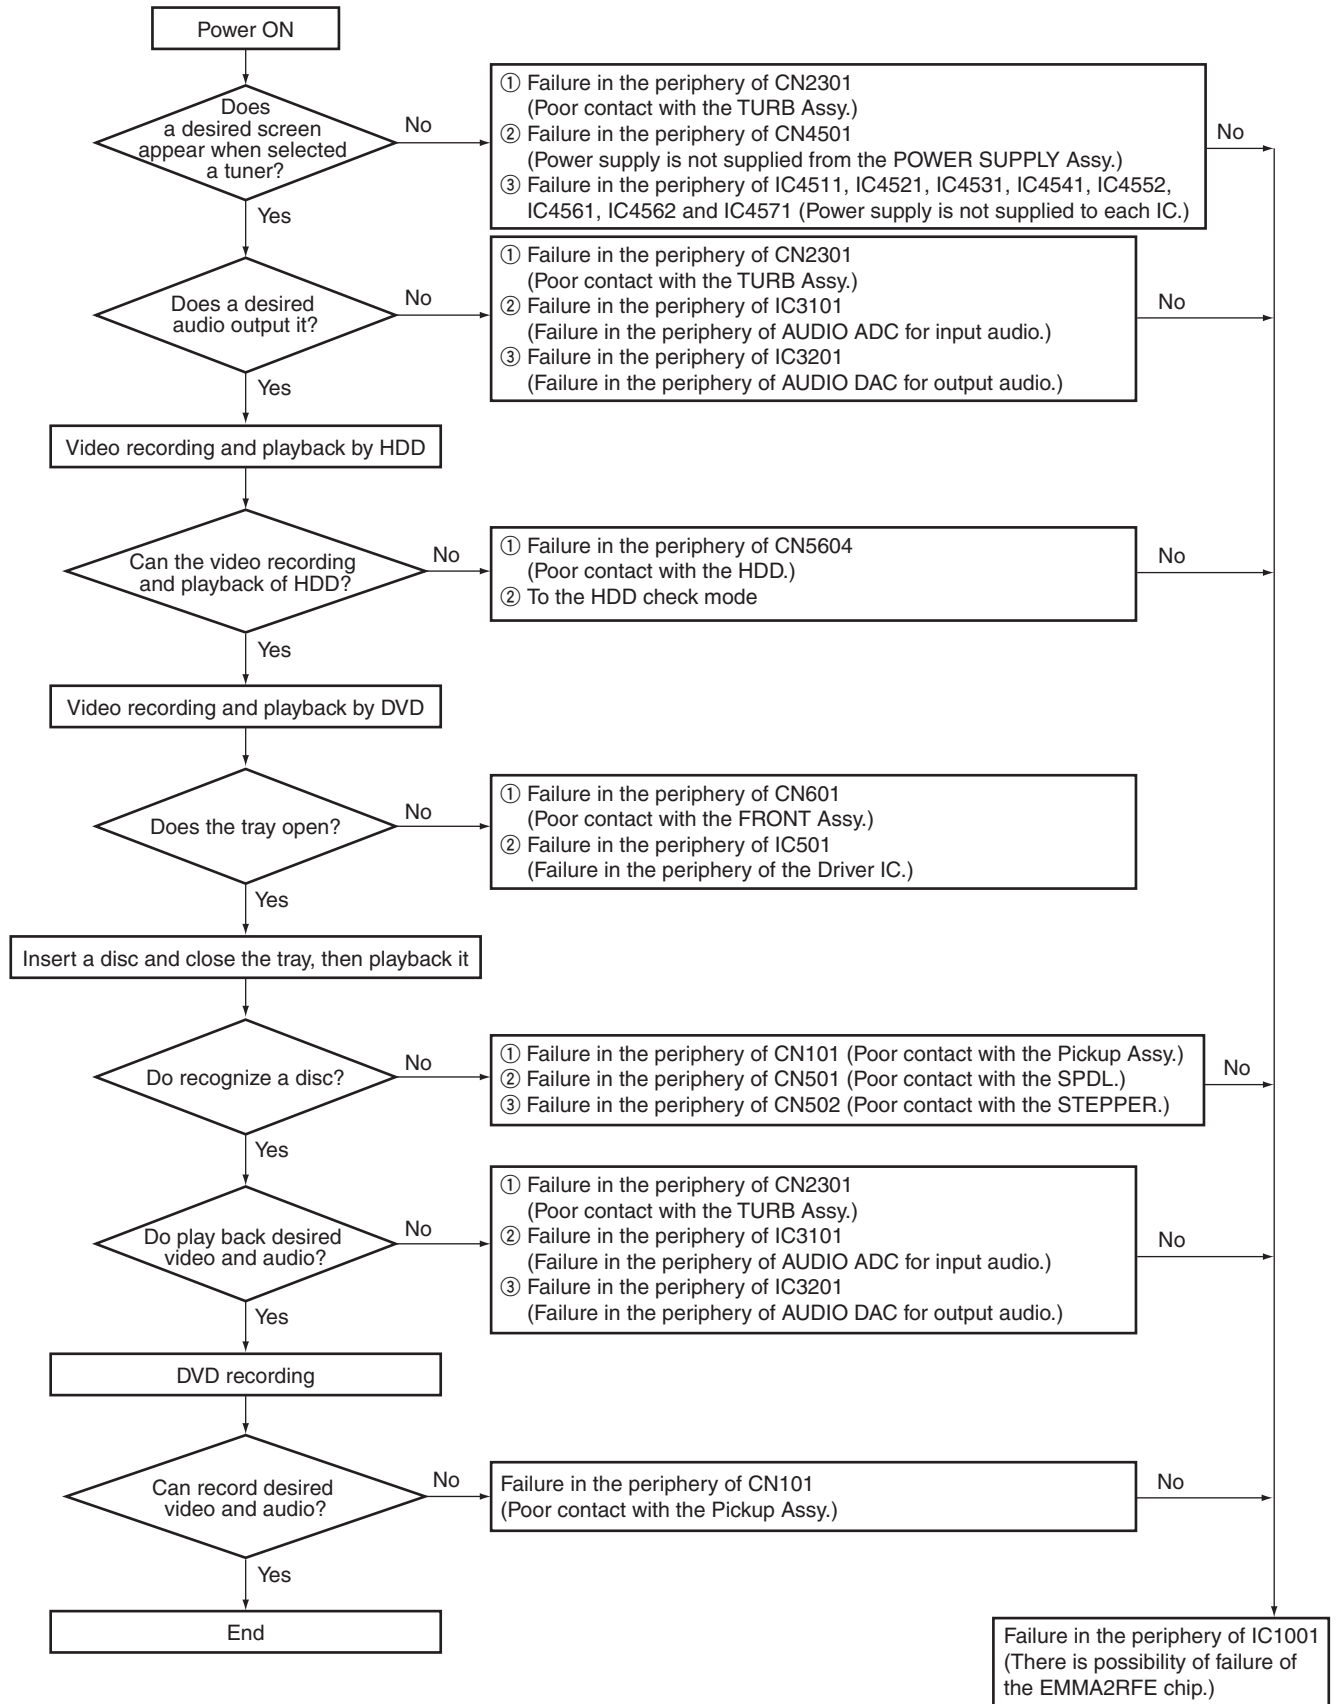 Power ON
Does
a desired screen
appear when selected
a tuner?
No
① Failure in the periphery of CN2301
(Poor contact with the TURB Assy.)
② Failure in the periphery of CN4501
(Power supply is not supplied from the POWER SUPPLY Assy.)
③ Failure in the periphery of IC4511, IC4521, IC4531, IC4541, IC4552,
IC4561, IC4562 and IC4571 (Power supply is not supplied to each IC.)
No
Yes
Does a desired
audio output it?
No
① Failure in the periphery of CN2301
(Poor contact with the TURB Assy.)
② Failure in the periphery of IC3101
(Failure in the periphery of AUDIO ADC for input audio.)
③ Failure in the periphery of IC3201
(Failure in the periphery of AUDIO DAC for output audio.)
No
Yes
Video recording and playback by HDD
Can the video recording
and playback of HDD?
No
① Failure in the periphery of CN5604
(Poor contact with the HDD.)
② To the HDD check mode
No
Yes
Video recording and playback by DVD
Does the tray open?
No
① Failure in the periphery of CN601
(Poor contact with the FRONT Assy.)
② Failure in the periphery of IC501
(Failure in the periphery of the Driver IC.)
Yes
Insert a disc and close the tray, then playback it
Do recognize a disc?
No
① Failure in the periphery of CN101 (Poor contact with the Pickup Assy.)
② Failure in the periphery of CN501 (Poor contact with the SPDL.)
③ Failure in the periphery of CN502 (Poor contact with the STEPPER.)
No
Yes
Do play back desired
video and audio?
No
① Failure in the periphery of CN2301
(Poor contact with the TURB Assy.)
② Failure in the periphery of IC3101
(Failure in the periphery of AUDIO ADC for input audio.)
③ Failure in the periphery of IC3201
(Failure in the periphery of AUDIO DAC for output audio.)
No
Yes
DVD recording
Can record desired
video and audio?
No
Failure in the periphery of CN101
(Poor contact with the Pickup Assy.)
No
Yes
End
Failure in the periphery of IC1001
(There is possibility of failure of
the EMMA2RFE chip.)